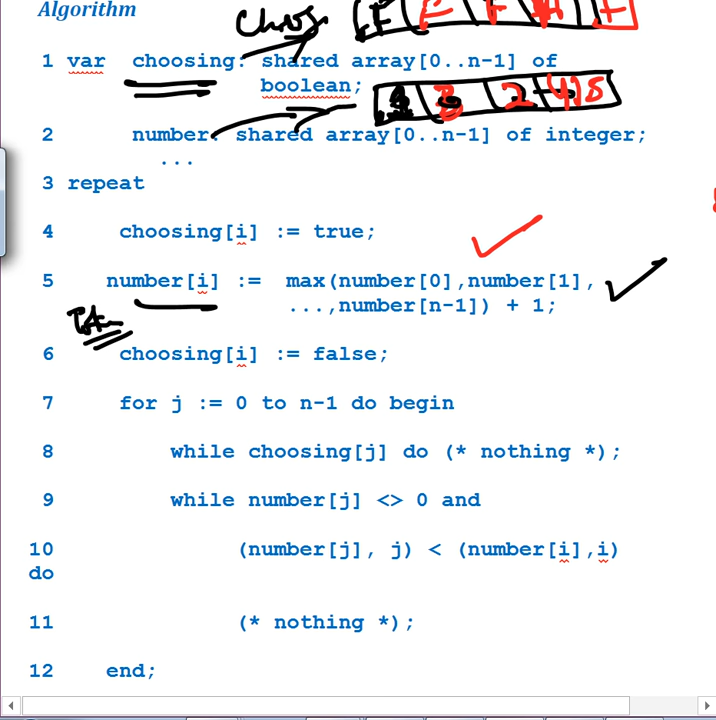 Algorithm
1 var choosing: shared array[0..n-1] of
boolean;
2 number: shared array[0..n-1] of integer;
...
3 repeat
4 choosing[i] := true;
5 number[i] := max(number[0],number[1],
...,number[n-1]) + 1;
6 choosing[i] := false;
7 for j := 0 to n-1 do begin
8 while choosing[j] do (* nothing *);
9 while number[j] <> 0 and
10 (number[j], j) < (number[i],i)
do
11 (* nothing *);
12 end;